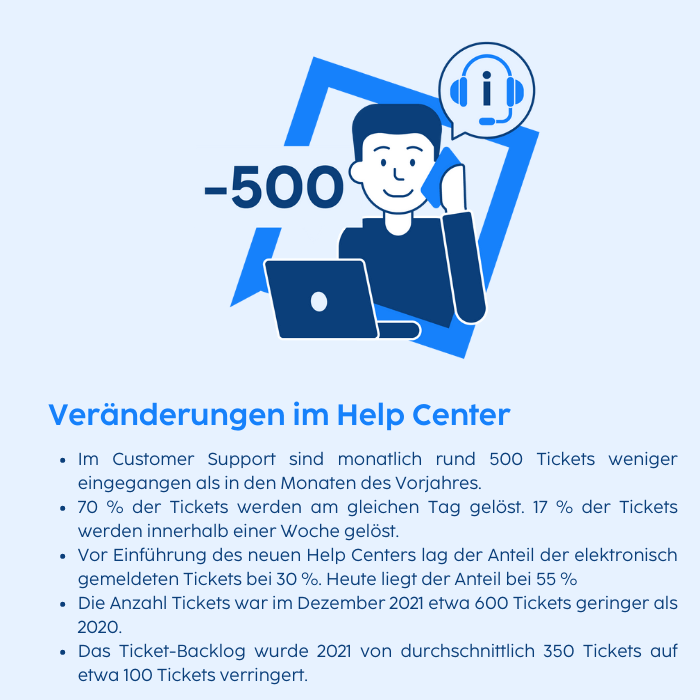 i
-500
Veränderungen im Help Center
• Im Customer Support sind monatlich rund 500 Tickets weniger
eingegangen als in den Monaten des Vorjahres.
• 70 % der Tickets werden am gleichen Tag gelöst. 17 % der Tickets
werden innerhalb einer Woche gelöst.
• Vor Einführung des neuen Help Centers lag der Anteil der elektronisch
gemeldeten Tickets bei 30 %. Heute liegt der Anteil bei 55 %
• Die Anzahl Tickets war im Dezember 2021 etwa 600 Tickets geringer als
2020.
• Das Ticket-Backlog wurde 2021 von durchschnittlich 350 Tickets auf
etwa 100 Tickets verringert.